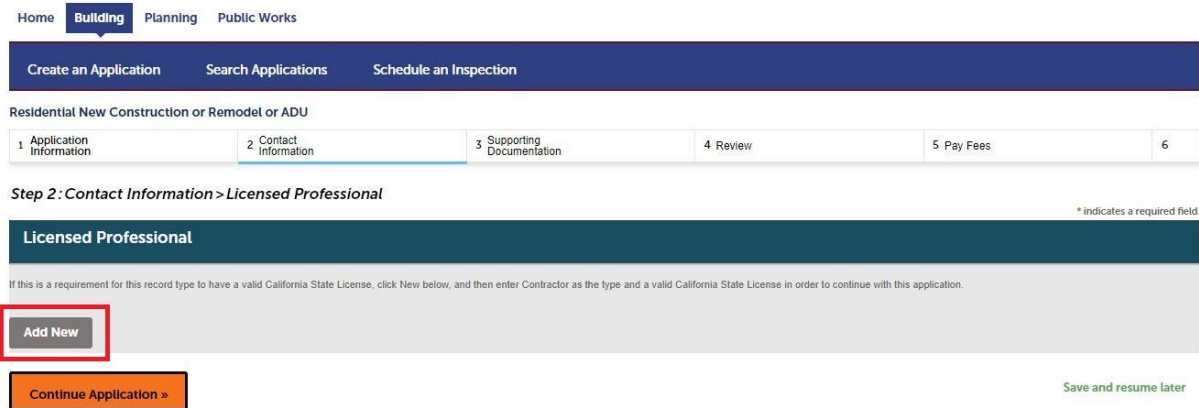 Home Building Planning Public Works
Create an Application Search Applications Schedule an Inspection
Residential New Construction or Remodel or ADU
1 Application Information 2 Contact Information 3 Supporting Documentation 4 Review 5 Pay Fees 6
Step 2: Contact Information > Licensed Professional
* indicates a required field.
Licensed Professional
If this is a requirement for this record type to have a valid California State License, click New below, and then enter Contractor as the type and a valid California State License in order to continue with this application.
Add New
Continue Application » Save and resume later